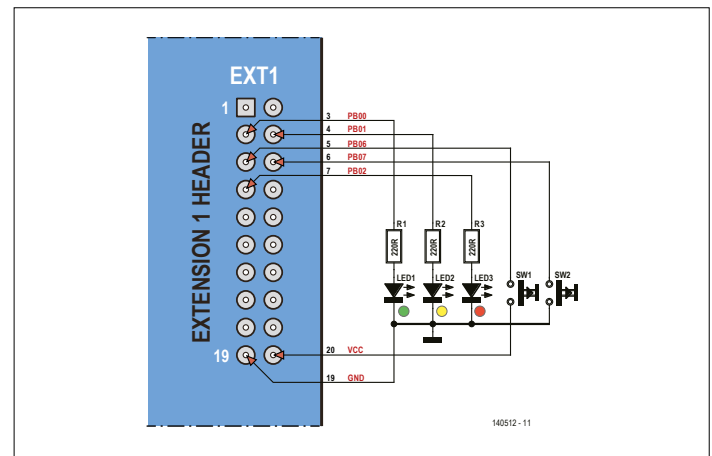 EXT1
1
3 PB00
4 PB01
5 PB06
6 PB07
7 PB02
EXTENSION 1 HEADER
R1 R2 R3
220R 220R 220R
LED1 LED2 LED3 SW1 SW2
19
20 VCC
19 GND
140512 - 11